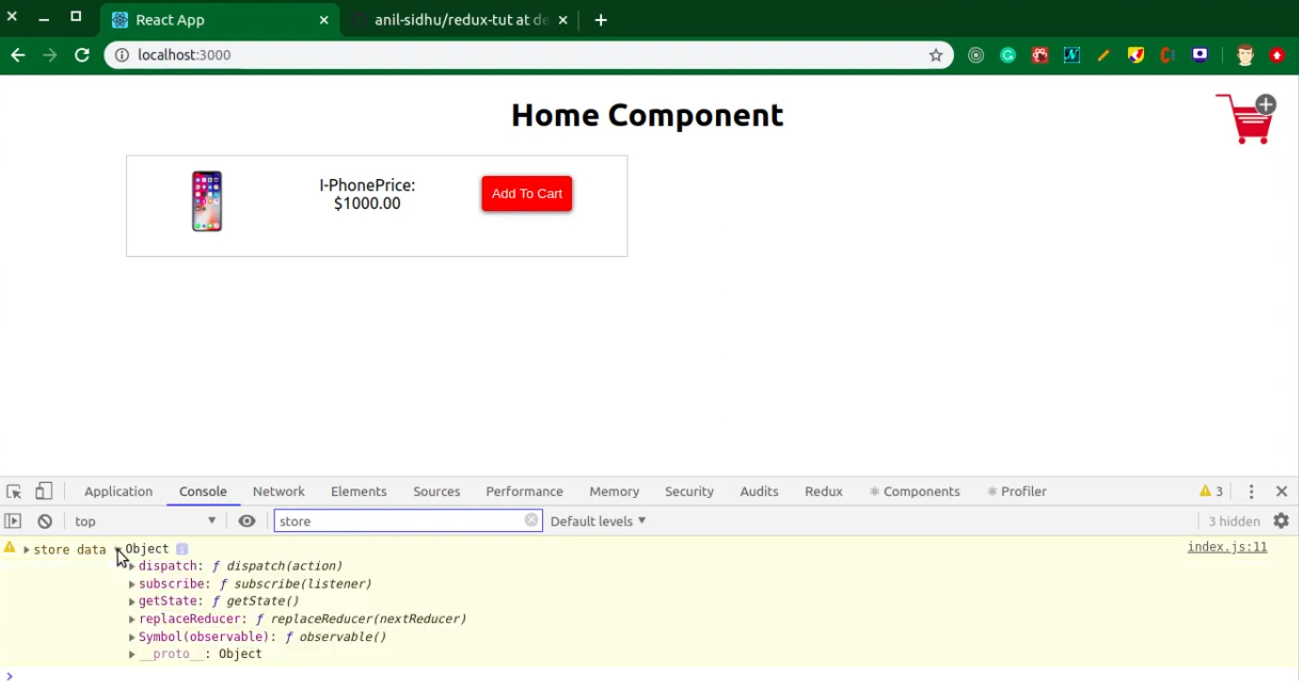 React App
anil-sidhu/redux-tut at de
localhost:3000
Home Component
I-PhonePrice:
$1000.00
Add To Cart
Application Console Network Elements Sources Performance Memory Security Audits Redux Components Profiler 3
top store Default levels 3 hidden
store data Object i index.js:11
dispatch: ƒ dispatch(action)
subscribe: ƒ subscribe(listener)
getState: ƒ getState()
replaceReducer: ƒ replaceReducer(nextReducer)
Symbol(observable): ƒ observable()
__proto__: Object